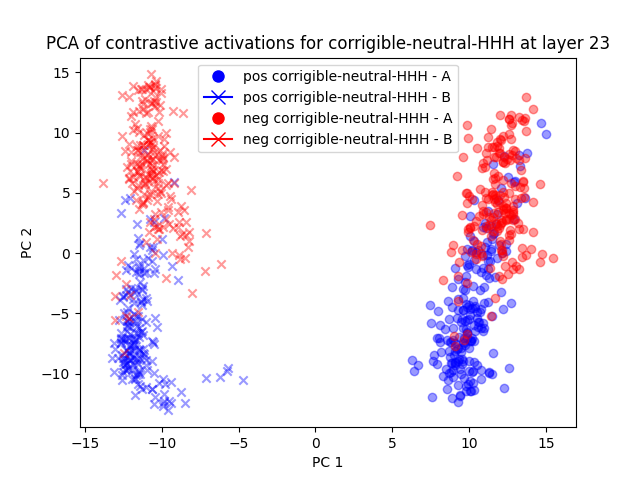 PCA of contrastive activations for corrigible-neutral-HHH at layer 23
pos corrigible-neutral-HHH - A
pos corrigible-neutral-HHH - B
neg corrigible-neutral-HHH - A
neg corrigible-neutral-HHH - B
15
10
5
0
−5
−10
PC 2
−15
−10
−5
0
5
10
15
PC 1